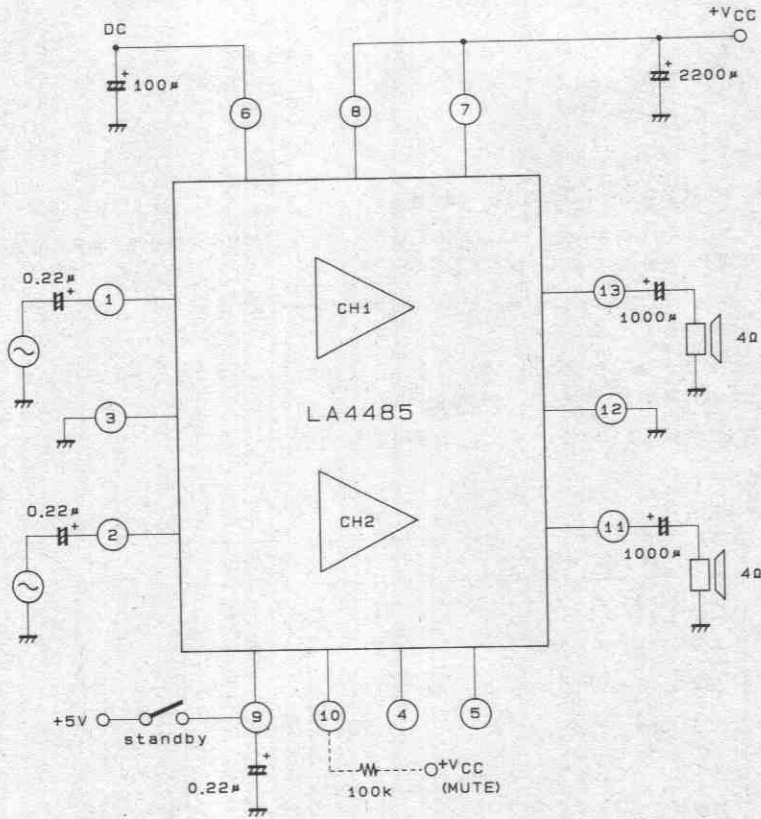 DC
+VCC
100μ
2200μ
6
8
7
0.22μ
1
CH1
13
1000μ
4Ω
3
LA4485
12
0.22μ
2
CH2
11
1000μ
4Ω
+5V
standby
9
10
4
5
0.22μ
100k
+VCC
(MUTE)